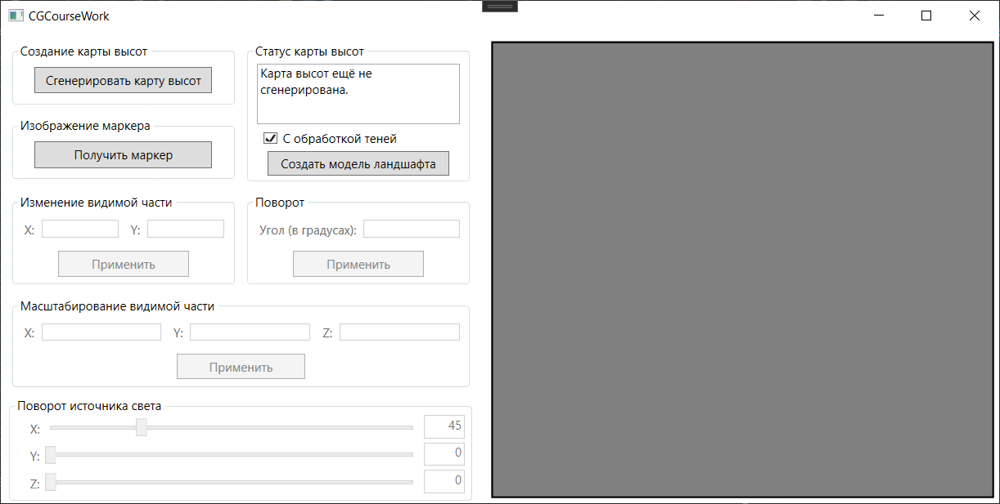 CGCourseWork
Создание карты высот
Сгенерировать карту высот
Статус карты высот
Карта высот ещё не
сгенерирована.
С обработкой теней
Создать модель ландшафта
Изображение маркера
Получить маркер
Изменение видимой части
X: Y:
Применить
Поворот
Угол (в градусах):
Применить
Масштабирование видимой части
X: Y: Z:
Применить
Поворот источника света
X: 45
Y: 0
Z: 0